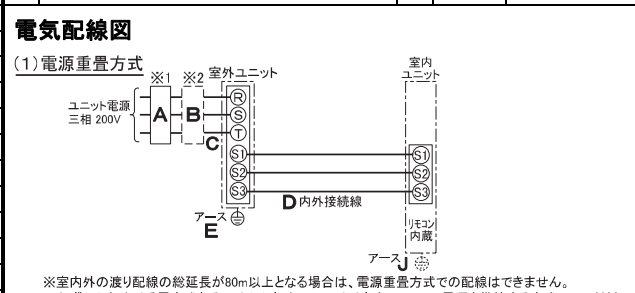 電気配線図
(1)電源重畳方式
※1 ※2 室外ユニット
室内
ユニット
ユニット電源
三相 200V
A B
C
R
S
T
S1 S1
S2 S2
S3 S3
D 内外接続線
アース
E
リモコン
内蔵
アース J
※室内外の渡り配線の総延長が80m以上となる場合は、電源重畳方式での配線はできません。